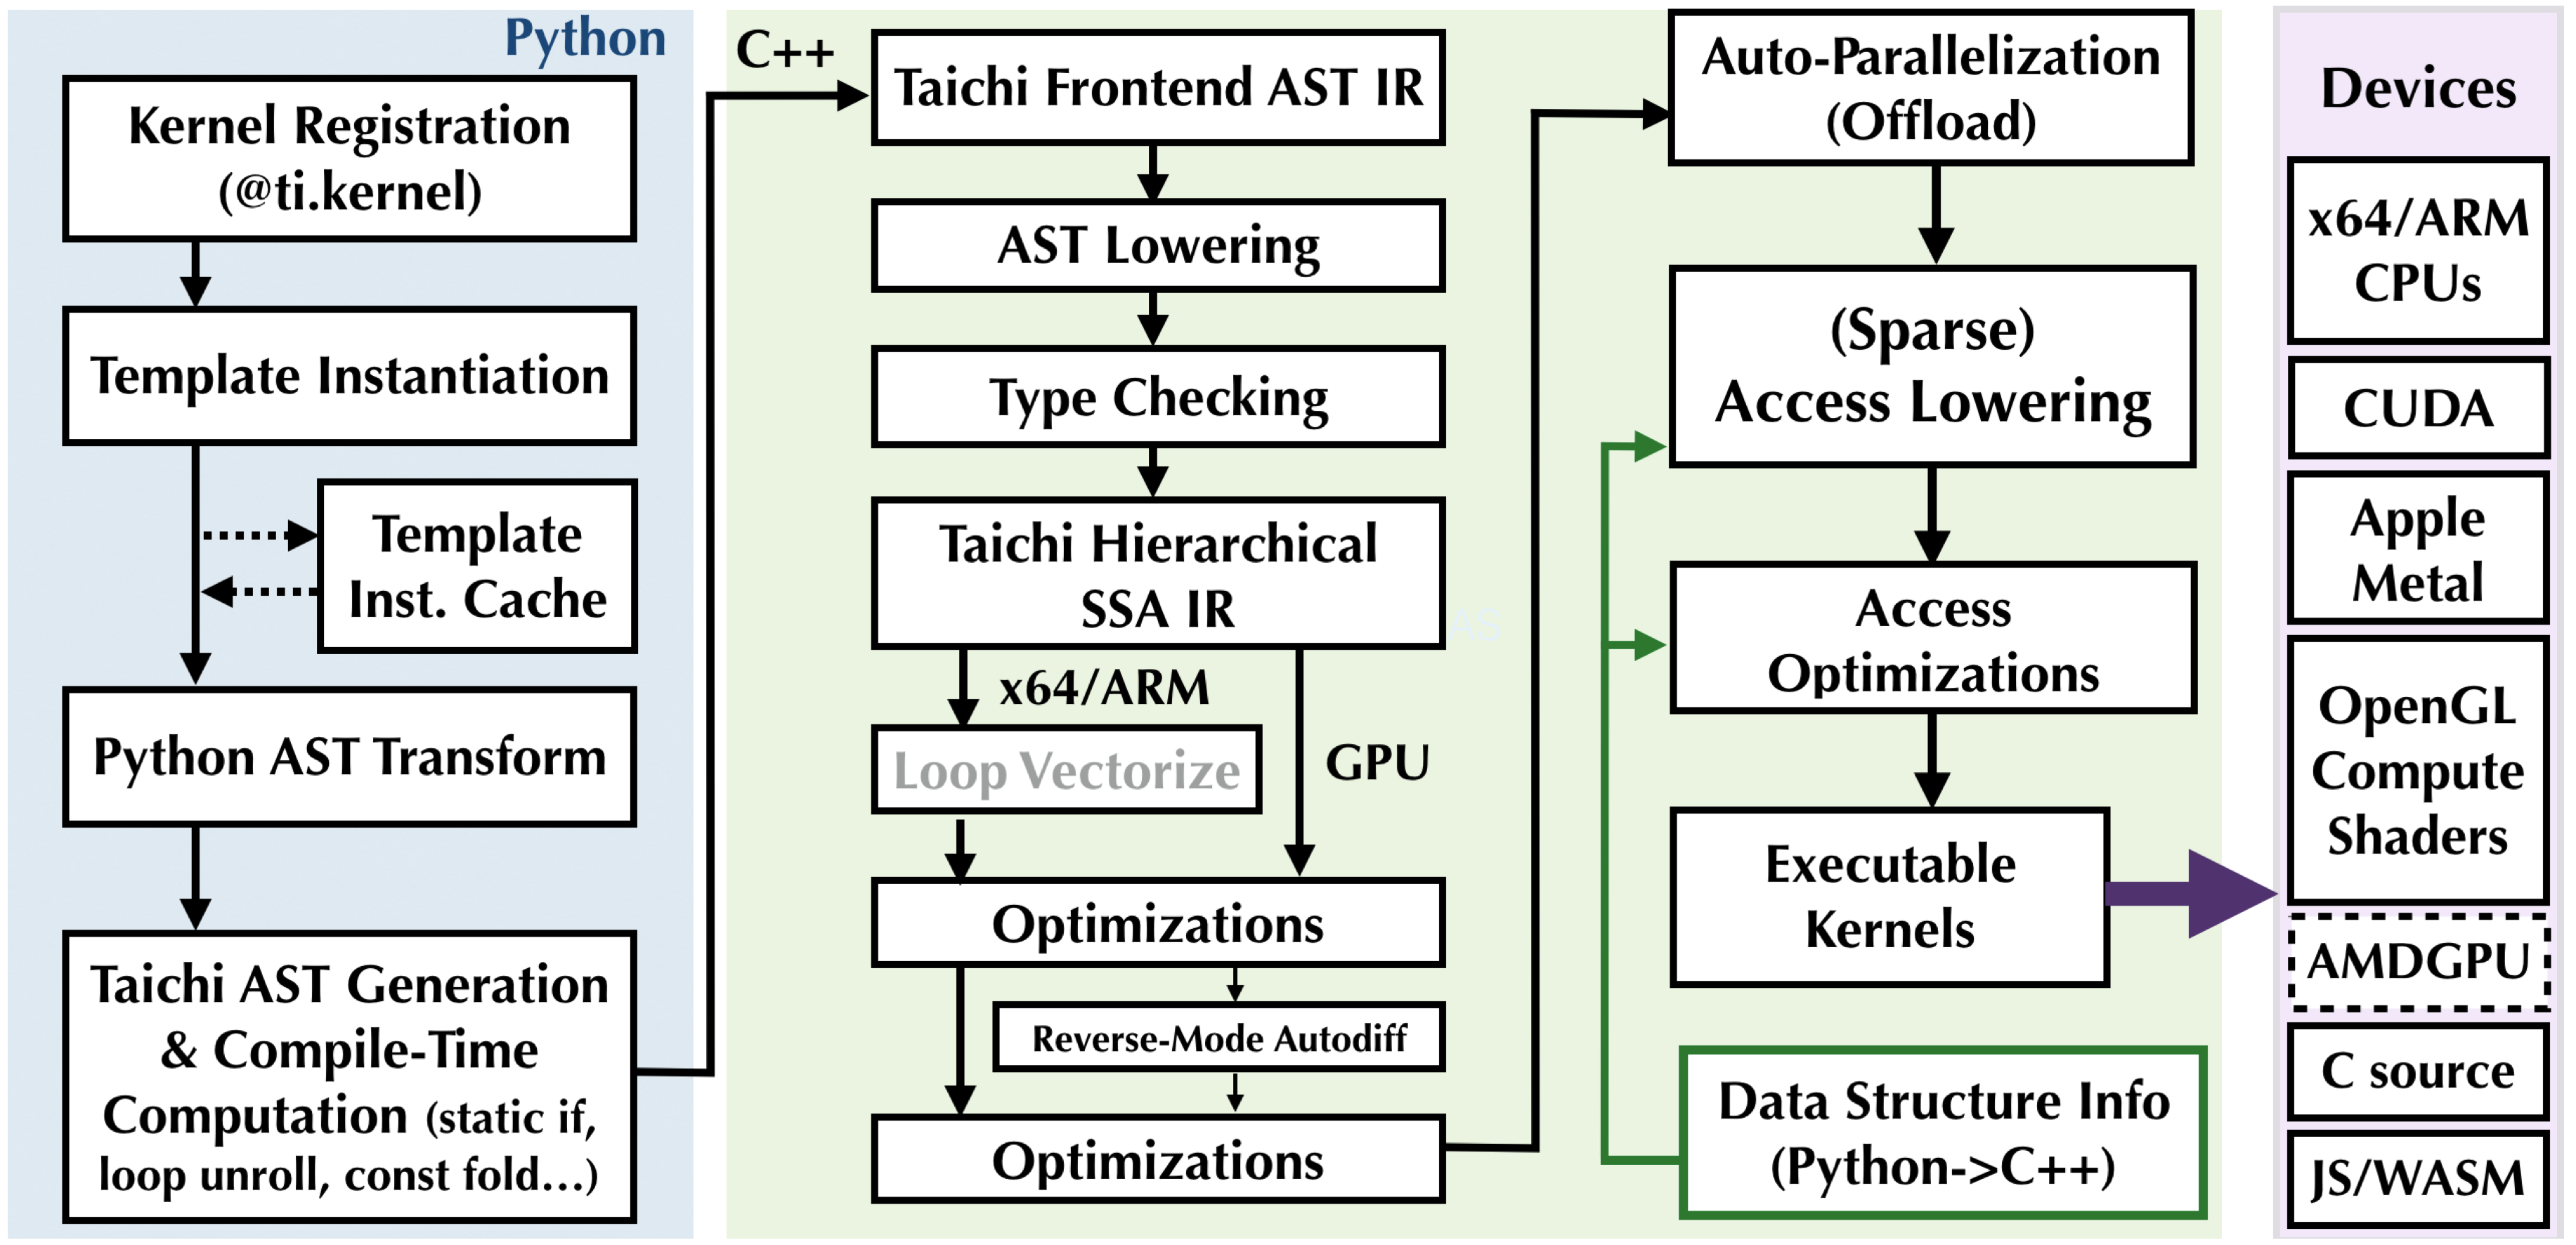 Python
Kernel Registration
(@ti.kernel)
Template Instantiation
Template
Inst. Cache
Python AST Transform
Taichi AST Generation
& Compile-Time
Computation (static if,
loop unroll, const fold...)
C++
Taichi Frontend AST IR
AST Lowering
Type Checking
Taichi Hierarchical
SSA IR
AS
x64/ARM
Loop Vectorize
GPU
Optimizations
Reverse-Mode Autodiff
Optimizations
Auto-Parallelization
(Offload)
(Sparse)
Access Lowering
Access
Optimizations
Executable
Kernels
Data Structure Info
(Python->C++)
Devices
x64/ARM
CPUs
CUDA
Apple
Metal
OpenGL
Compute
Shaders
AMDGPU
C source
JS/WASM